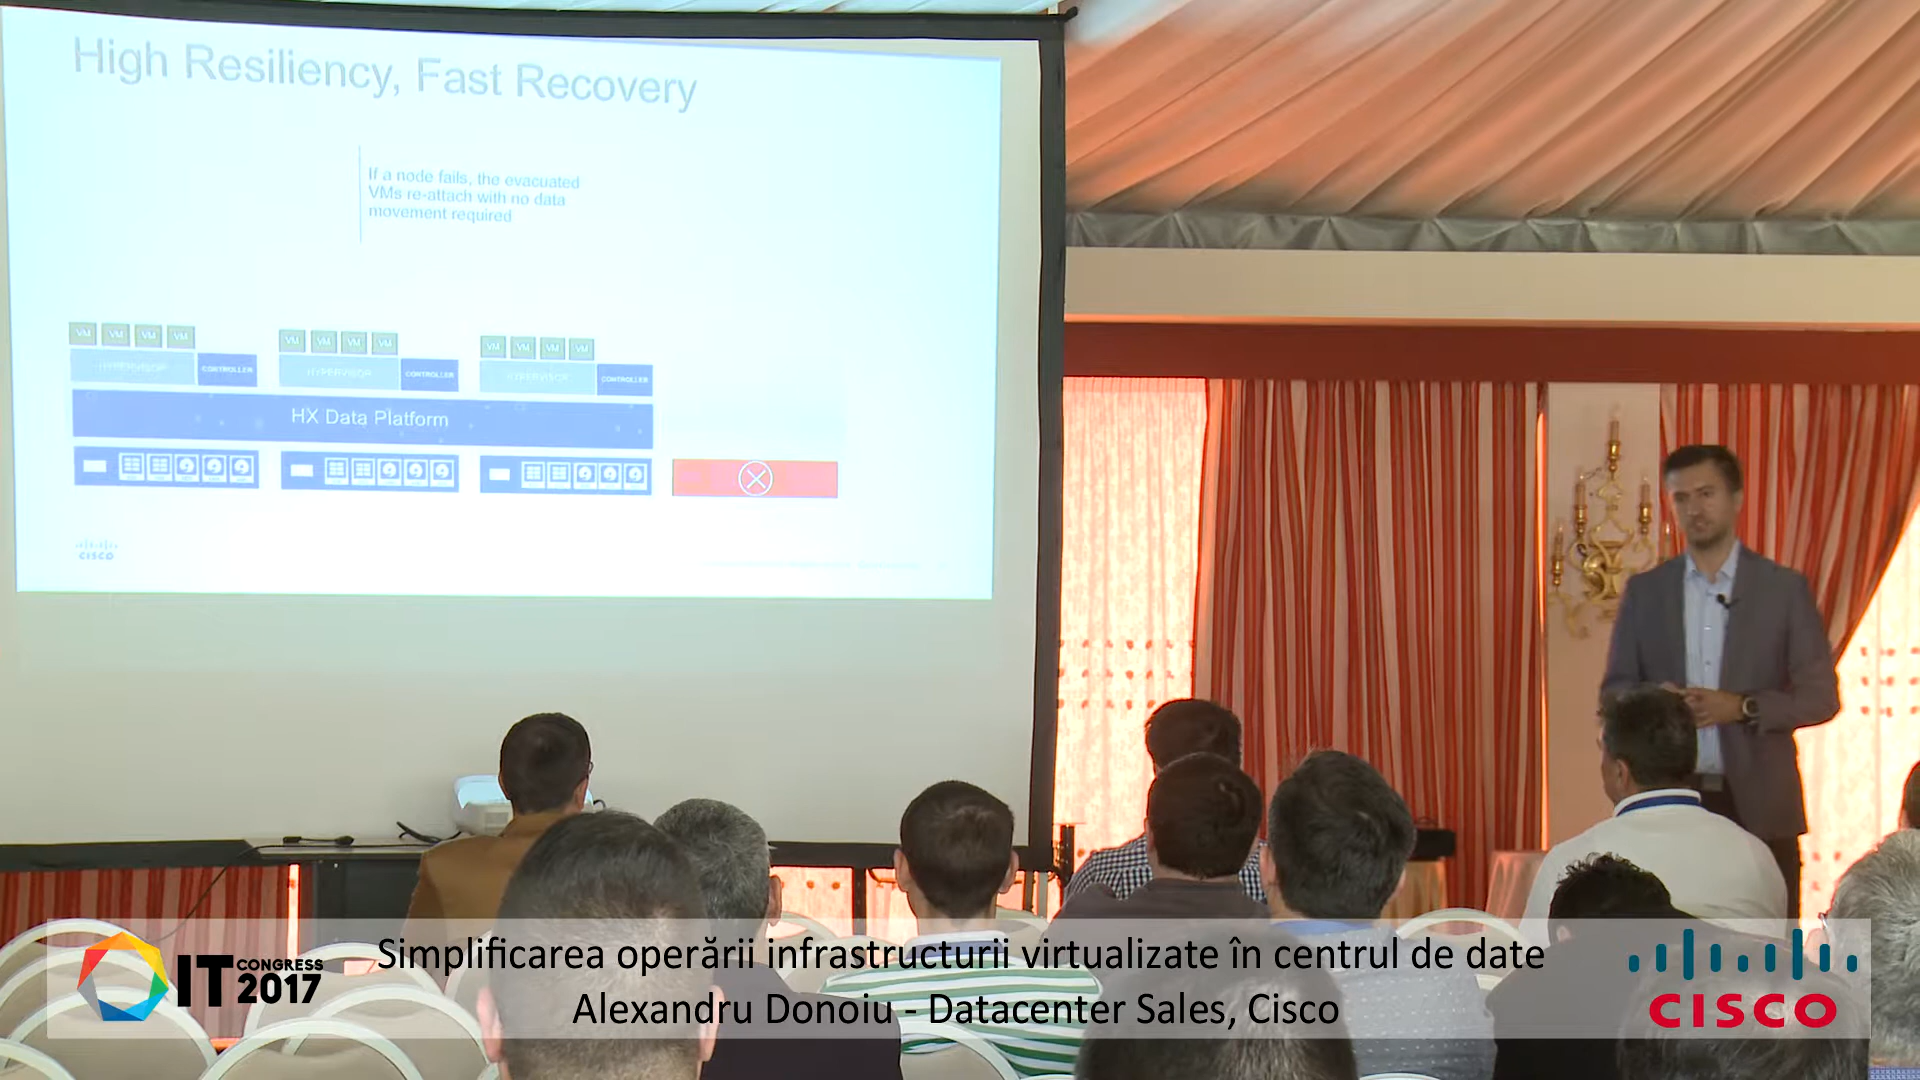 High Resiliency, Fast Recovery
If a node fails, the evacuated
VMs re-attach with no data
movement required
VM VM VM VM VM VM VM VM VM VM VM VM
HYPERVISOR CONTROLLER HYPERVISOR CONTROLLER HYPERVISOR CONTROLLER
HX Data Platform
CISCO
IT CONGRESS 2017
Simplificarea operării infrastructurii virtualizate în centrul de date
Alexandru Donoiu - Datacenter Sales, Cisco
CISCO